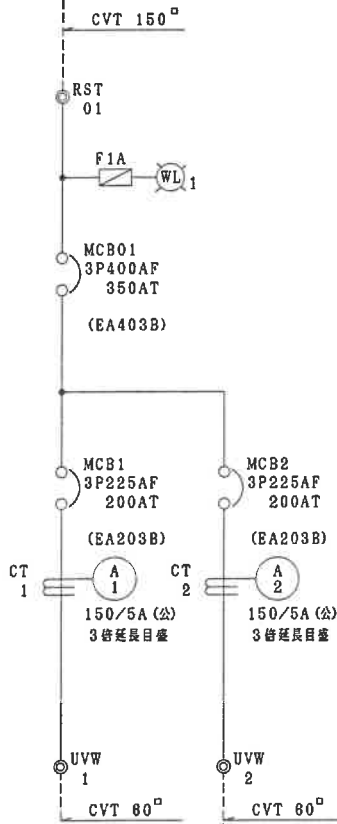 CVT 150□
RST
01
F1A
WL 1
MCB01
3P400AF
350AT
(EA403B)
MCB1
3P225AF
200AT
(EA203B)
MCB2
3P225AF
200AT
(EA203B)
CT
1
A
1
150/5A(公)
3倍延長目盛
CT
2
A
2
150/5A(公)
3倍延長目盛
UVW
1
UVW
2
CVT 60□
CVT 60□